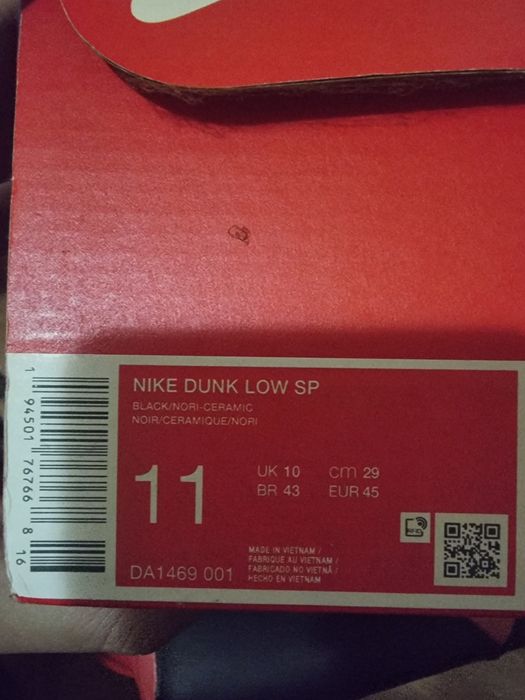 NIKE DUNK LOW SP
BLACK/NORI-CERAMIC
NOIR/CERAMIQUE/NORI
11
UK 10 cm 29
BR 43 EUR 45
MADE IN VIETNAM /
FABRIQUE AU VIETNAM /
FABRICADO NO VIETNÃ /
HECHO EN VIETNAM
DA1469 001
1 94501 76766 8
16